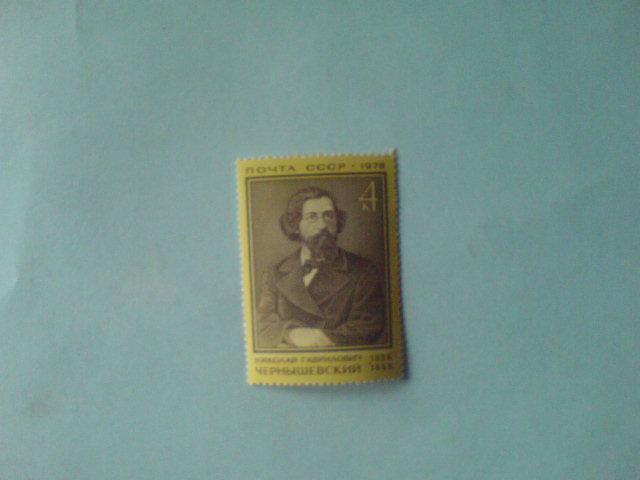 ПОЧТА СССР · 1978
4
К
НИКОЛАЙ ГАВРИЛОВИЧ
ЧЕРНЫШЕВСКИЙ